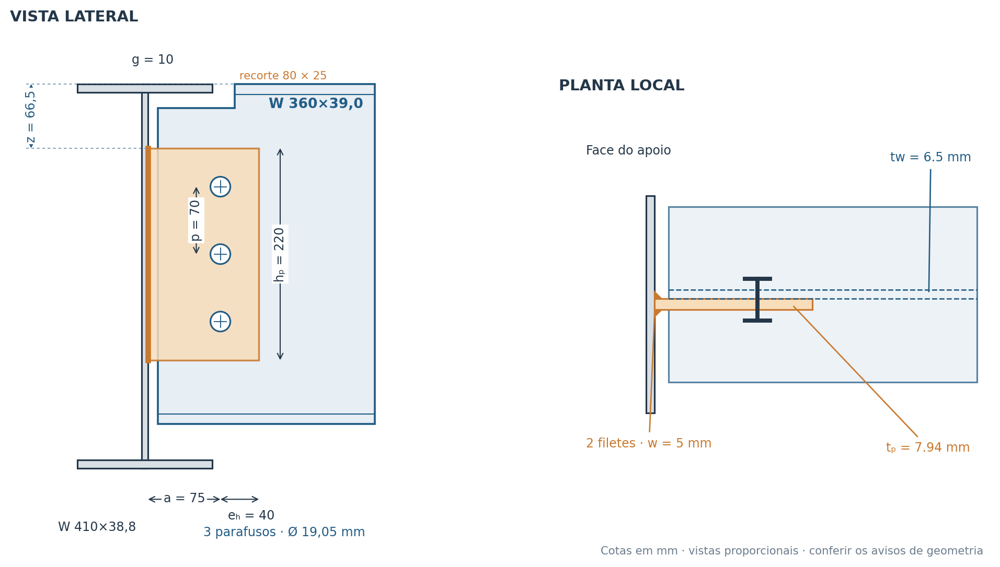 VISTA LATERAL
g = 10
recorte 80 × 25
W 360×39,0
z = 66,5
p = 70
hₚ = 220
a = 75
eₕ = 40
W 410×38,8
3 parafusos · Ø 19,05 mm
PLANTA LOCAL
Face do apoio
tw = 6.5 mm
2 filetes · w = 5 mm
tₚ = 7.94 mm
Cotas em mm · vistas proporcionais · conferir os avisos de geometria